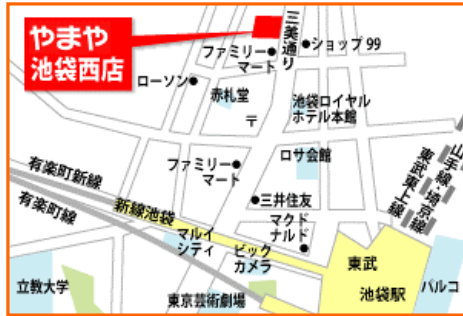 やまや
池袋西店
三業通り
ファミリー
マート
ショップ99
ローソン
赤札堂
池袋ロイヤル
ホテル本館
〒
ファミリー
マート
ロサ会館
山手線・埼京線
東武東上線
有楽町新線
新線池袋
三井住友
有楽町線
マルイ
シティ
ビック
カメラ
マクド
ナルド
東武
池袋駅
パルコ
立教大学
東京芸術劇場